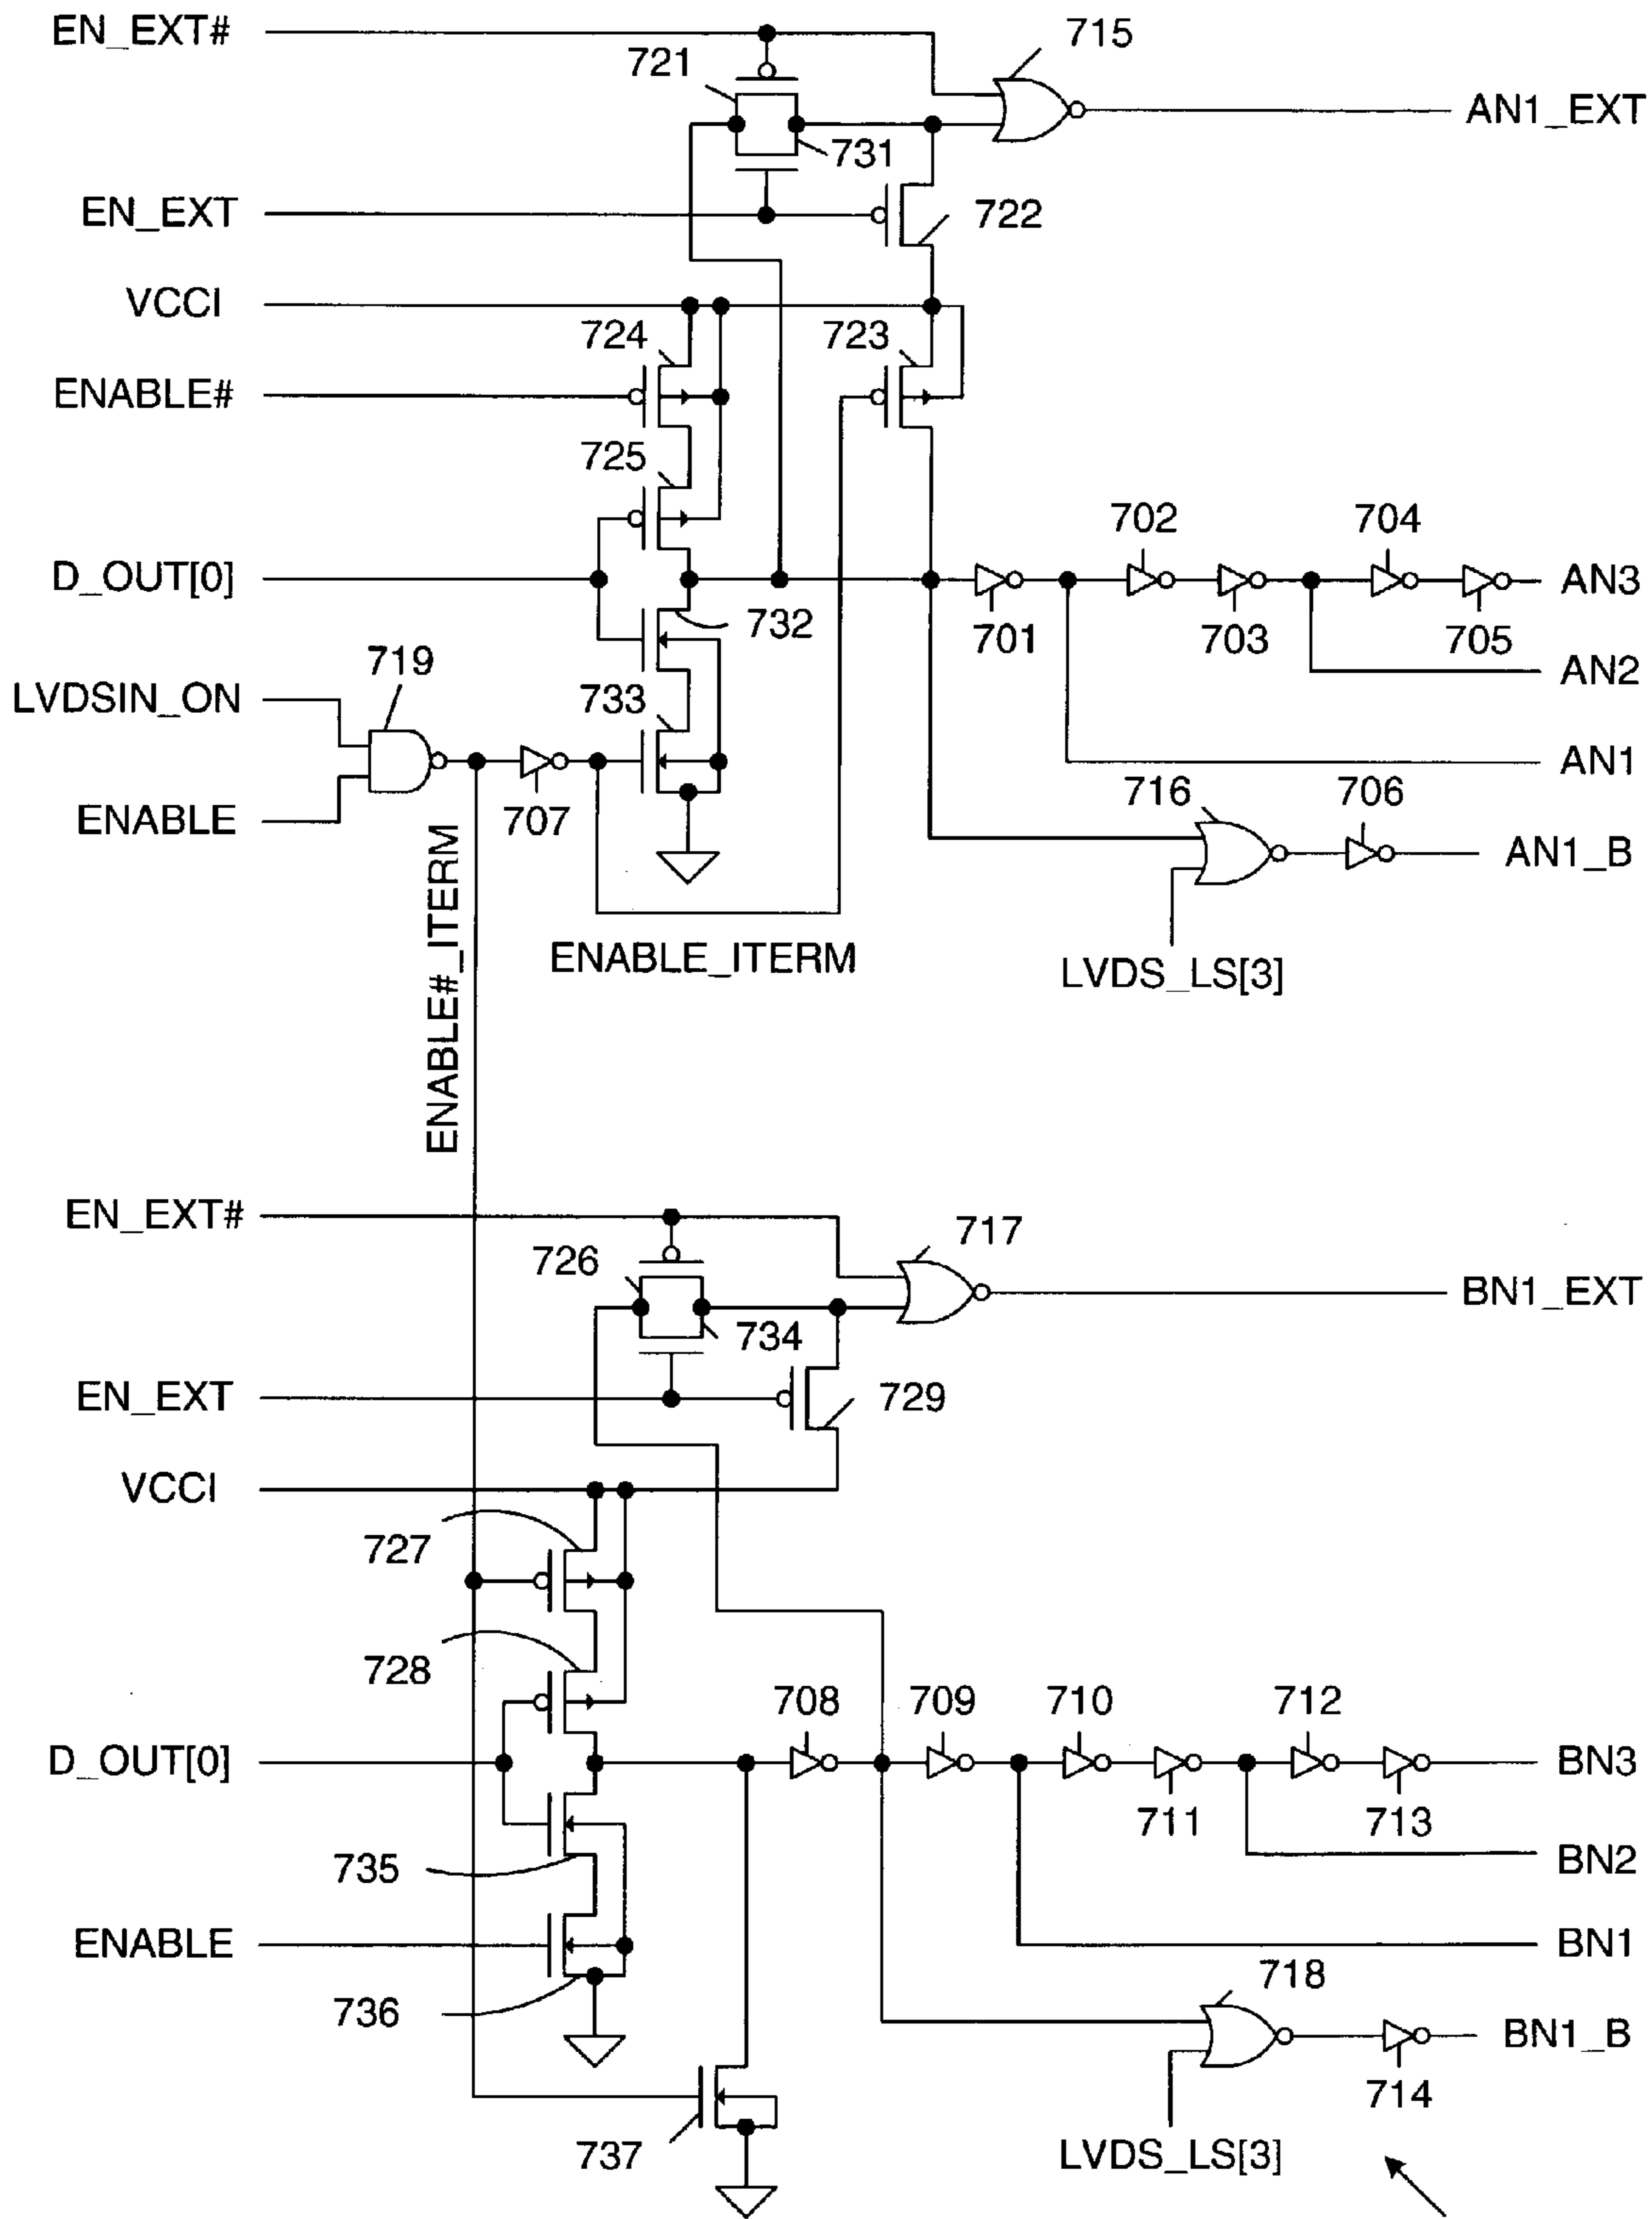 EN_EXT#
721
715
AN1_EXT
731
EN_EXT
722
VCCI
724
723
ENABLE#
725
702
704
D_OUT[0]
AN3
732
701
703
705
719
AN2
LVDSIN_ON
733
AN1
716
706
ENABLE
707
AN1_B
ENABLE#_ITERM
ENABLE_ITERM
LVDS_LS[3]
EN_EXT#
717
726
BN1_EXT
734
EN_EXT
729
VCCI
727
728
708
709
710
712
D_OUT[0]
BN3
711
713
735
BN2
ENABLE
BN1
718
736
BN1_B
714
737
LVDS_LS[3]